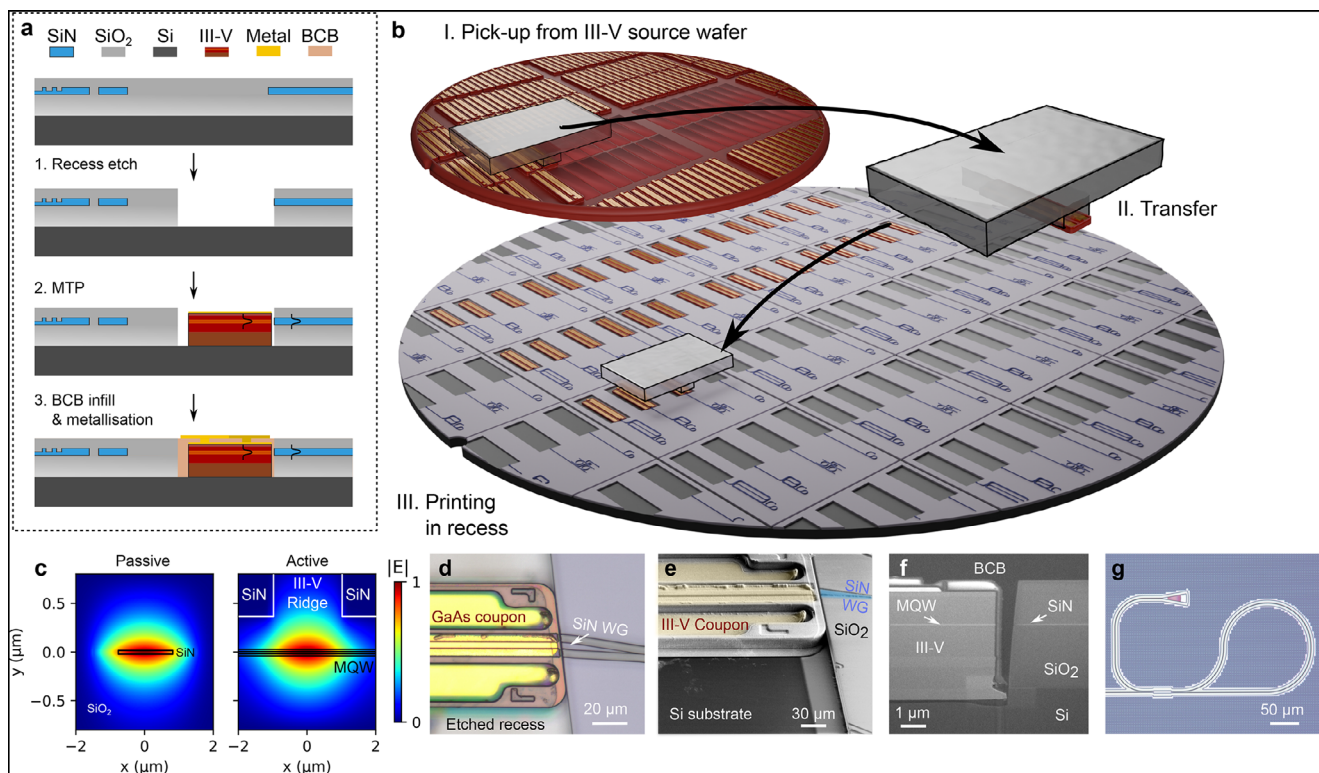 a
SiN SiO₂ Si III-V Metal BCB
1. Recess etch
2. MTP
3. BCB infill
& metallisation
b
I. Pick-up from III-V source wafer
II. Transfer
III. Printing
in recess
c
Passive Active
|E|
1
0
SiN III-V SiN
Ridge
SiN
MQW
SiO₂
y (μm)
0.5
0.0
−0.5
−2 0 2 −2 0 2
x (μm) x (μm)
d
GaAs coupon
SiN WG
Etched recess
20 μm
e
SiN
WG
III-V Coupon
SiO₂
Si substrate
30 μm
f
BCB
MQW
SiN
III-V
SiO₂
Si
1 μm
g
50 μm